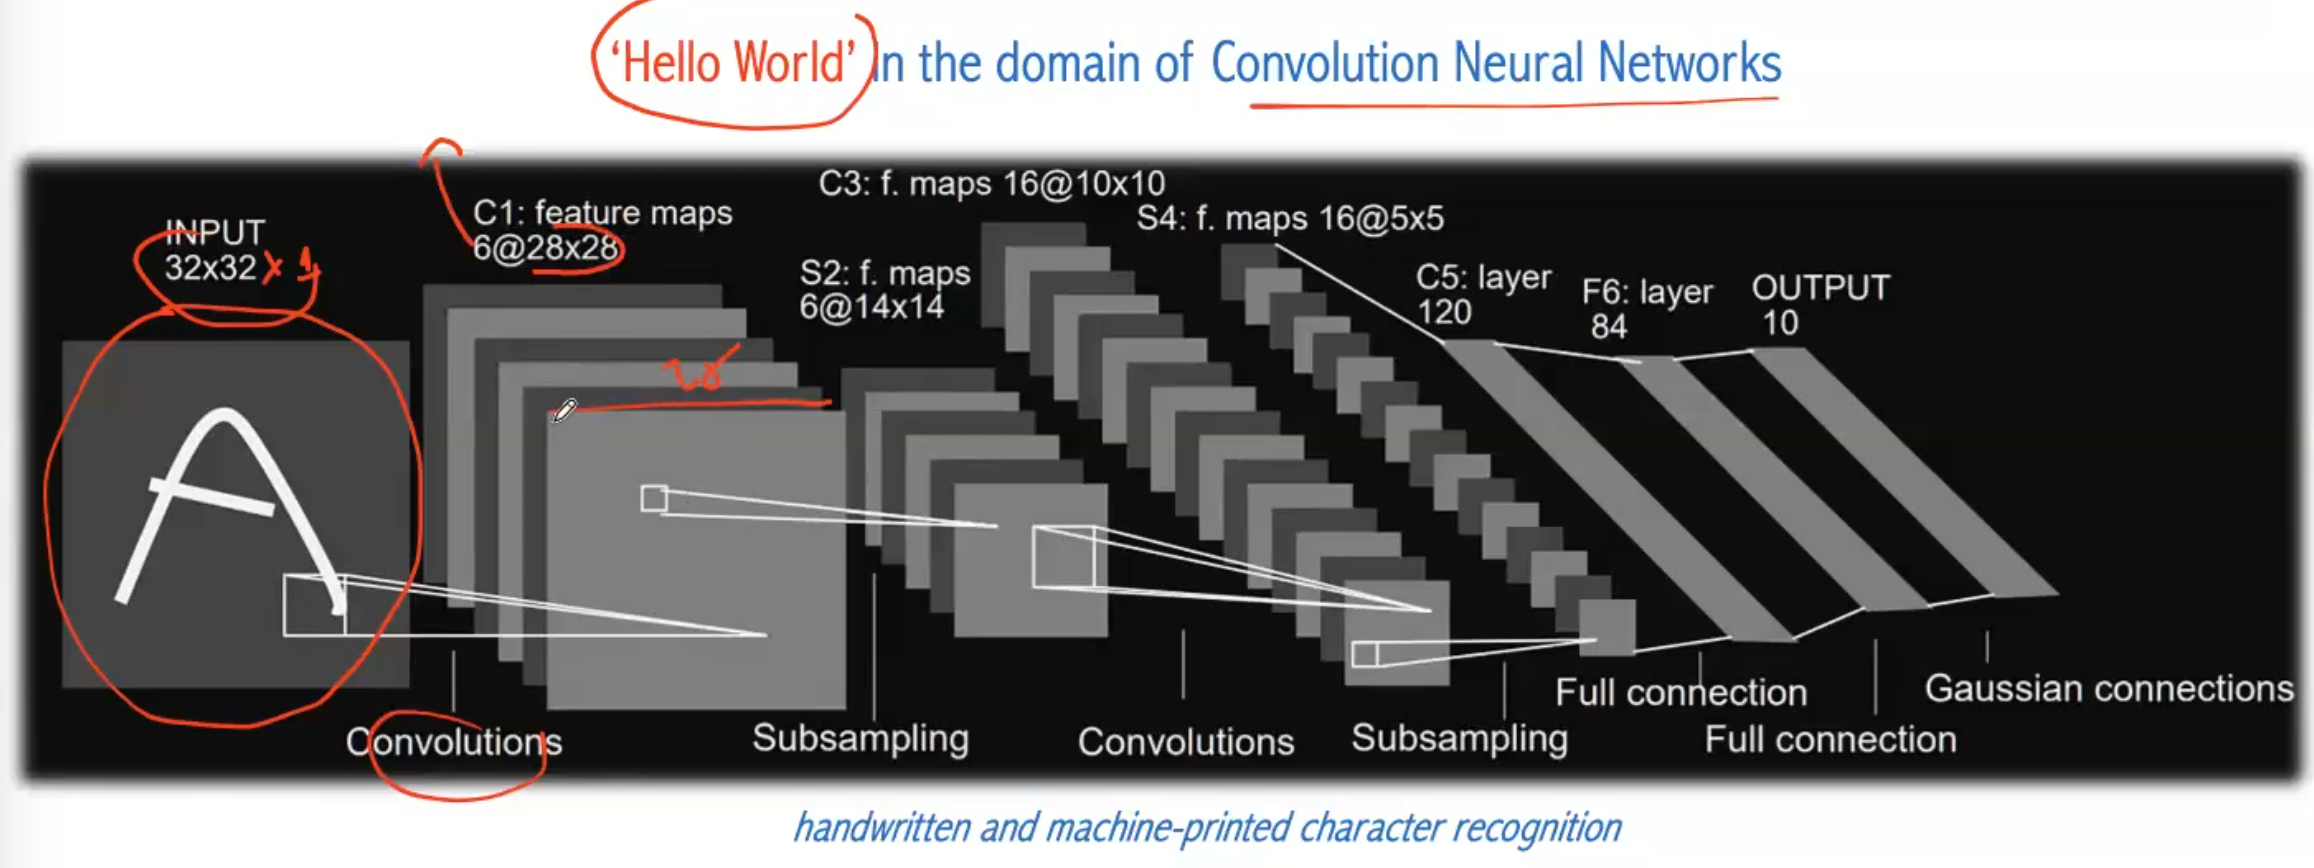 ‘Hello World’ in the domain of Convolution Neural Networks
C3: f. maps 16@10x10
C1: feature maps
6@28x28
S4: f. maps 16@5x5
INPUT
32x32 x 1
S2: f. maps
6@14x14
C5: layer
120
F6: layer
84
OUTPUT
10
28
Convolutions
Subsampling
Convolutions
Subsampling
Full connection
Full connection
Gaussian connections
handwritten and machine-printed character recognition
A